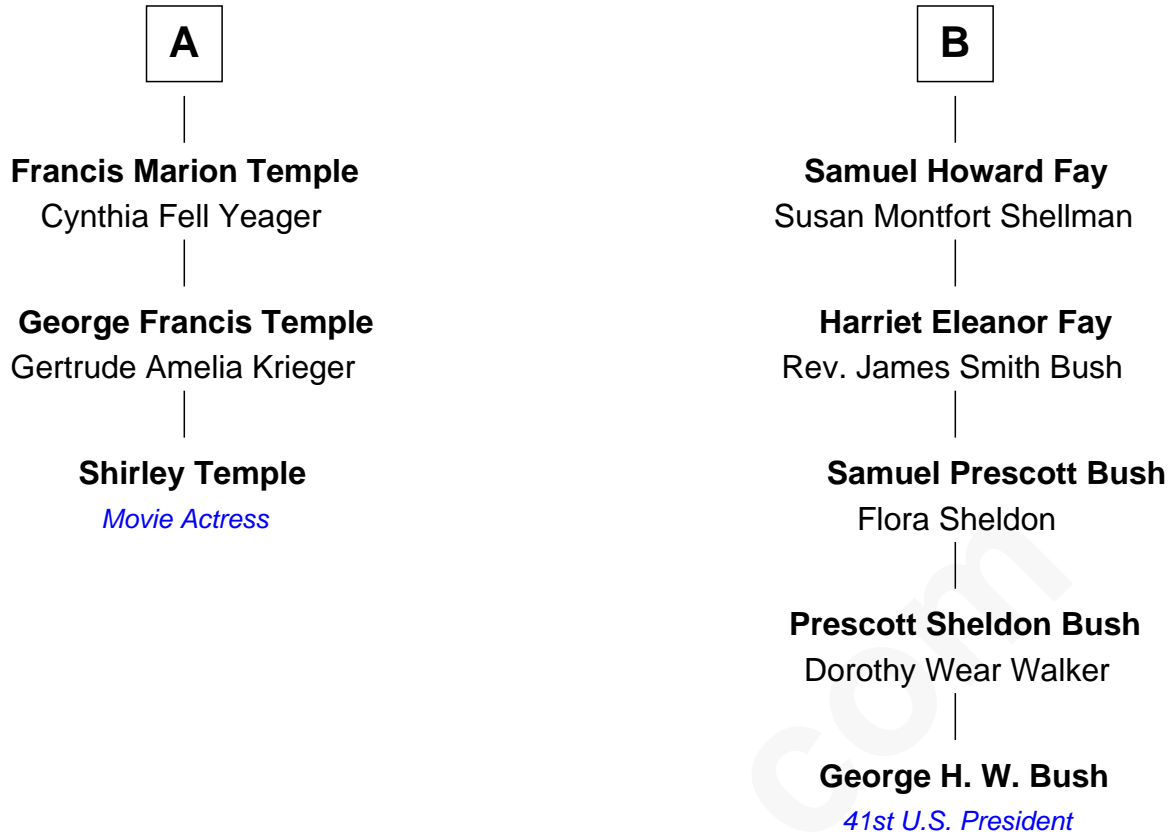 A
Francis Marion Temple
Cynthia Fell Yeager
George Francis Temple
Gertrude Amelia Krieger
Shirley Temple
Movie Actress
B
Samuel Howard Fay
Susan Montfort Shellman
Harriet Eleanor Fay
Rev. James Smith Bush
Samuel Prescott Bush
Flora Sheldon
Prescott Sheldon Bush
Dorothy Wear Walker
George H. W. Bush
41st U.S. President
com